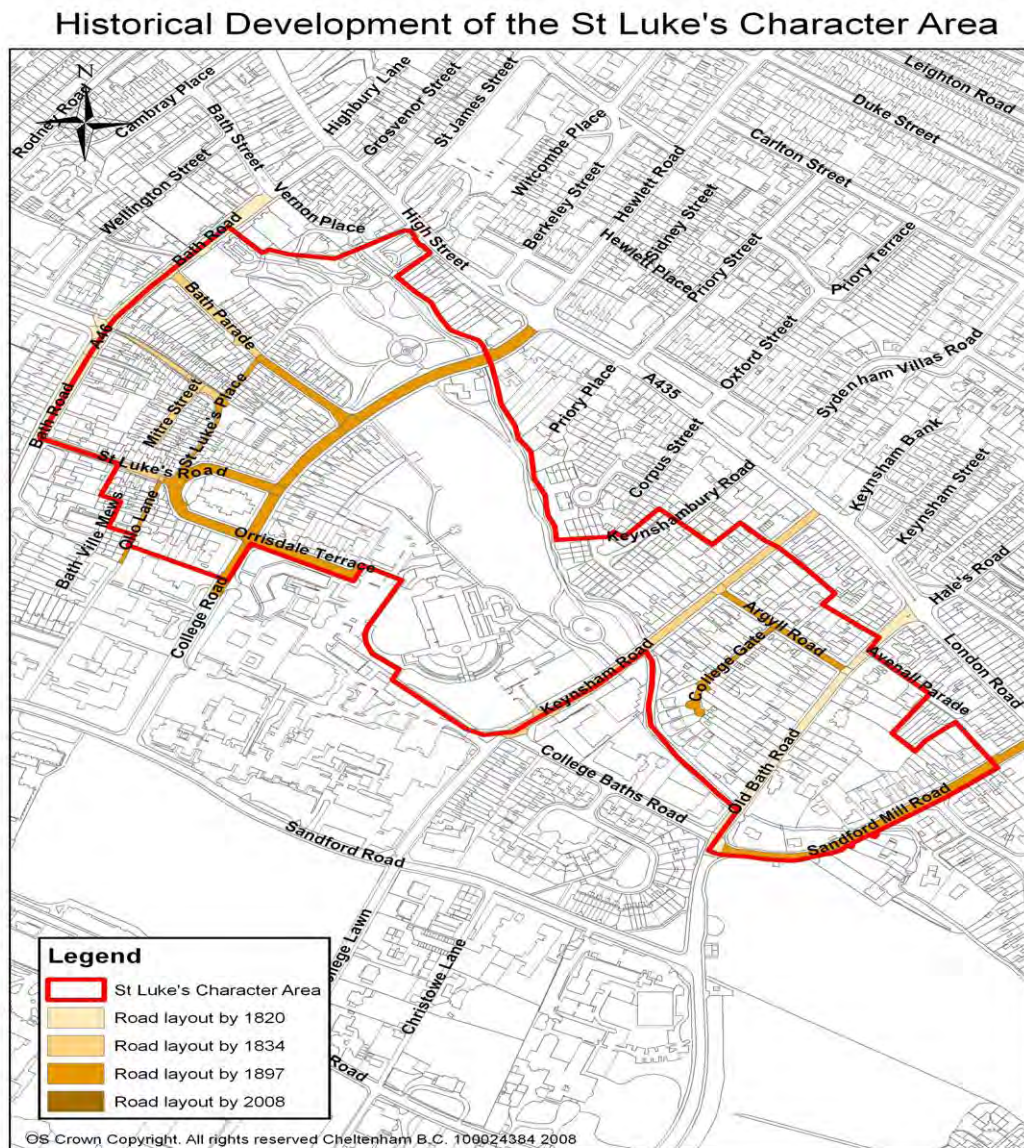 Historical Development of the St Luke's Character Area
N
Rodney Road
Cambray Place
Bath Street
Highbury Lane
Grosvenor Street
St James Street
Leighton Road
Duke Street
Carlton Street
Wellington Street
Vernon Place
High Street
Witcombe Place
Berkeley Street
Hewlett Road
Sidney Street
Hewlett Place
Priory Street
Priory Terrace
Bath Road
Bath Parade
A46
Bath Road
Mitre Street
St Luke's Place
St Luke's Road
Oxford Street
A435
Sydenham Villas Road
Priory Place
Corpus Street
Keynshambury Road
Keynsham Bank
Keynsham Street
Hale's Road
London Road
Bath Ville Mews
Ollo Lane
College Road
Orrisdale Terrace
Argyll Road
College Gate
Avenall Parade
Keynsham Road
Old Bath Road
College Baths Road
Sandford Mill Road
Sandford Road
College Lawn
Christowe Lane
Road
Legend
St Luke's Character Area
Road layout by 1820
Road layout by 1834
Road layout by 1897
Road layout by 2008
OS Crown Copyright. All rights reserved Cheltenham B.C. 100024384 2008